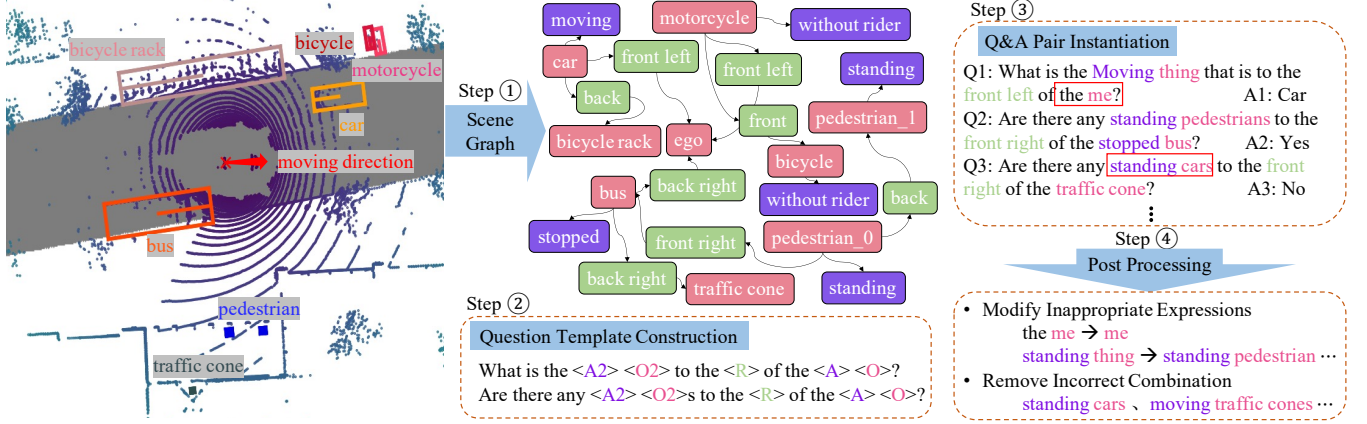 bicycle rack
bicycle
motorcycle
car
moving direction
bus
pedestrian
traffic cone
Step ①
Scene
Graph
moving
motorcycle
without rider
car
front left
front left
standing
back
front
pedestrian_1
bicycle rack
ego
bicycle
bus
back right
without rider
back
stopped
front right
pedestrian_0
back right
traffic cone
standing
Step ②
Question Template Construction
What is the <A2> <O2> to the <R> of the <A> <O>?
Are there any <A2> <O2>s to the <R> of the <A> <O>?
Step ③
Q&A Pair Instantiation
Q1: What is the Moving thing that is to the
front left of the me? A1: Car
Q2: Are there any standing pedestrians to the
front right of the stopped bus? A2: Yes
Q3: Are there any standing cars to the front
right of the traffic cone? A3: No
⋮
Step ④
Post Processing
• Modify Inappropriate Expressions
the me → me
standing thing → standing pedestrian ···
• Remove Incorrect Combination
standing cars 、moving traffic cones ···